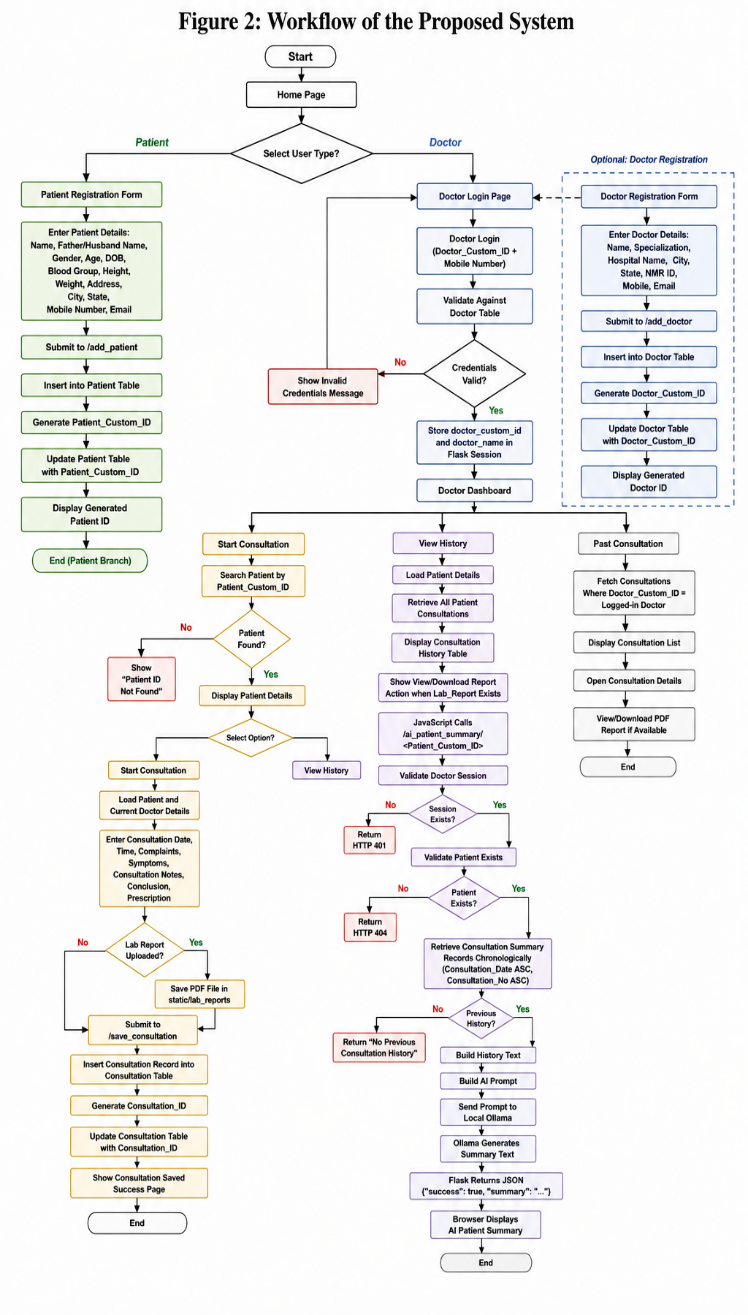 Figure 2: Workflow of the Proposed System
Start
Home Page
Select User Type?
Patient
Doctor
Patient Registration Form
Enter Patient Details:
Name, Father/Husband Name,
Gender, Age, DOB,
Blood Group, Height,
Weight, Address,
City, State,
Mobile Number, Email
Submit to /add_patient
Insert into Patient Table
Generate Patient_Custom_ID
Update Patient Table
with Patient_Custom_ID
Display Generated
Patient ID
End (Patient Branch)
Doctor Login Page
Doctor Login
(Doctor_Custom_ID +
Mobile Number)
Validate Against
Doctor Table
Credentials
Valid?
No
Show Invalid
Credentials Message
Yes
Store doctor_custom_id
and doctor_name in
Flask Session
Doctor Dashboard
Optional: Doctor Registration
Doctor Registration Form
Enter Doctor Details:
Name, Specialization,
Hospital Name, City,
State, NMR ID,
Mobile, Email
Submit to /add_doctor
Insert into Doctor Table
Generate Doctor_Custom_ID
Update Doctor Table
with Doctor_Custom_ID
Display Generated
Doctor ID
Start Consultation
Search Patient by
Patient_Custom_ID
Patient
Found?
No
Show
"Patient ID
Not Found"
Yes
Display Patient Details
Select Option?
Start Consultation
View History
Load Patient and
Current Doctor Details
Enter Consultation Date,
Time, Complaints,
Symptoms,
Consultation Notes,
Conclusion,
Prescription
Lab Report
Uploaded?
No
Yes
Save PDF File in
static/lab_reports
Submit to
/save_consultation
Insert Consultation Record into
Consultation Table
Generate Consultation_ID
Update Consultation Table
with Consultation_ID
Show Consultation Saved
Success Page
End
View History
Load Patient Details
Retrieve All Patient
Consultations
Display Consultation
History Table
Show View/Download Report
Action when Lab_Report Exists
JavaScript Calls
/ai_patient_summary/
<Patient_Custom_ID>
Validate Doctor Session
Session
Exists?
No
Return
HTTP 401
Yes
Validate Patient Exists
Patient
Exists?
No
Return
HTTP 404
Yes
Retrieve Consultation Summary
Records Chronologically
(Consultation_Date ASC,
Consultation_No ASC)
Previous
History?
No
Return "No Previous
Consultation History"
Yes
Build History Text
Build AI Prompt
Send Prompt to
Local Ollama
Ollama Generates
Summary Text
Flask Returns JSON
{"success": true, "summary": "..."}
Browser Displays
AI Patient Summary
End
Past Consultation
Fetch Consultations
Where Doctor_Custom_ID =
Logged-in Doctor
Display Consultation List
Open Consultation Details
View/Download PDF
Report if Available
End